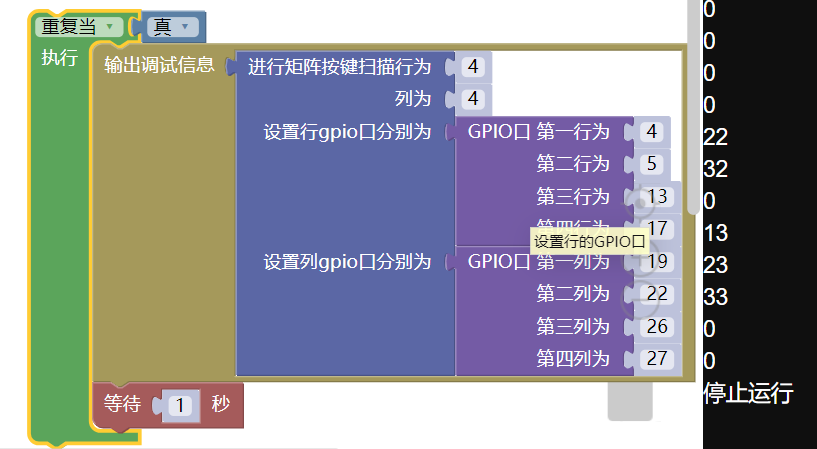 重复当 真
执行
输出调试信息 进行矩阵按键扫描行为 4
列为 4
设置行gpio口分别为 GPIO口 第一行为 4
第二行为 5
第三行为 13
第四行为 17
设置行的GPIO口
设置列gpio口分别为 GPIO口 第一列为 19
第二列为 22
第三列为 26
第四列为 27
等待 1 秒
0
0
0
0
22
32
0
13
23
33
0
0
停止运行